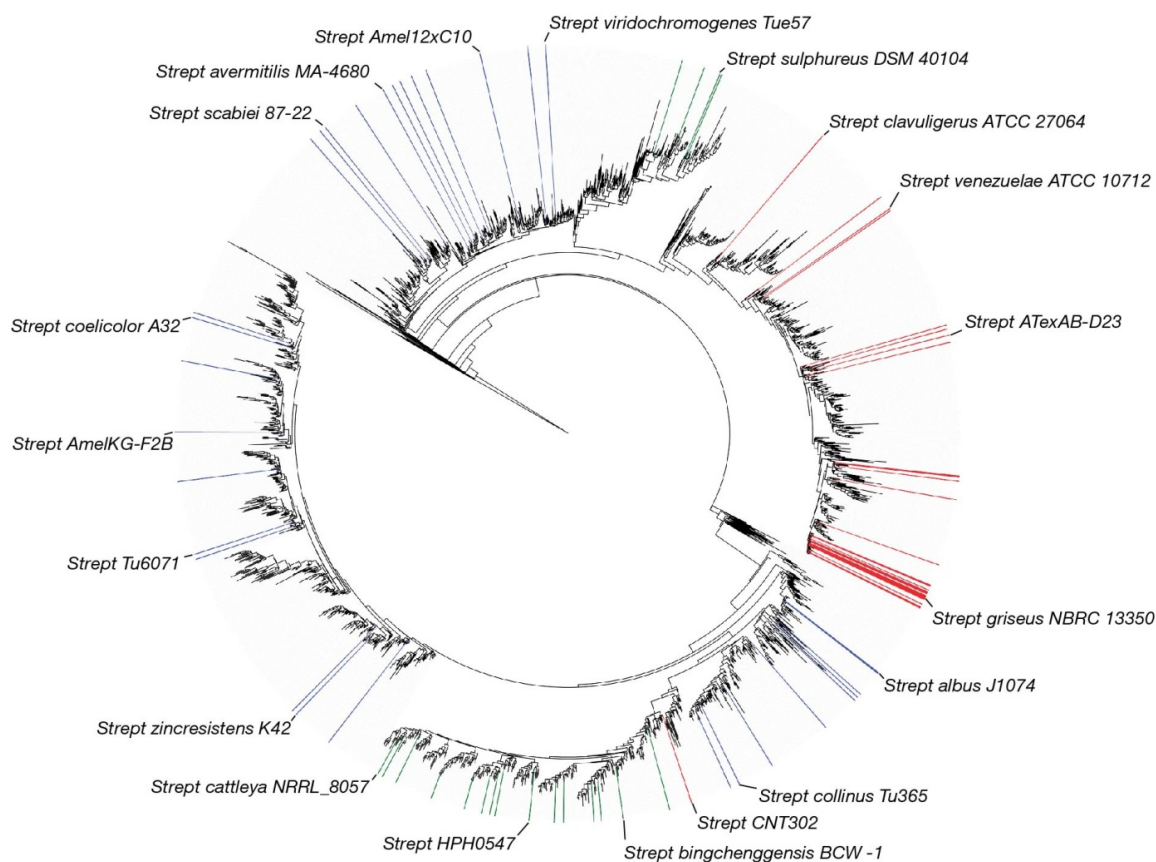 Strept viridochromogenes Tue57
Strept Amel12xC10
Strept sulphureus DSM 40104
Strept avermitilis MA-4680
Strept scabiei 87-22
Strept clavuligerus ATCC 27064
Strept venezuelae ATCC 10712
Strept coelicolor A32
Strept ATexAB-D23
Strept AmelKG-F2B
Strept Tu6071
Strept griseus NBRC 13350
Strept albus J1074
Strept zincresistens K42
Strept cattleya NRRL_8057
Strept collinus Tu365
Strept CNT302
Strept HPH0547
Strept bingchenggensis BCW -1